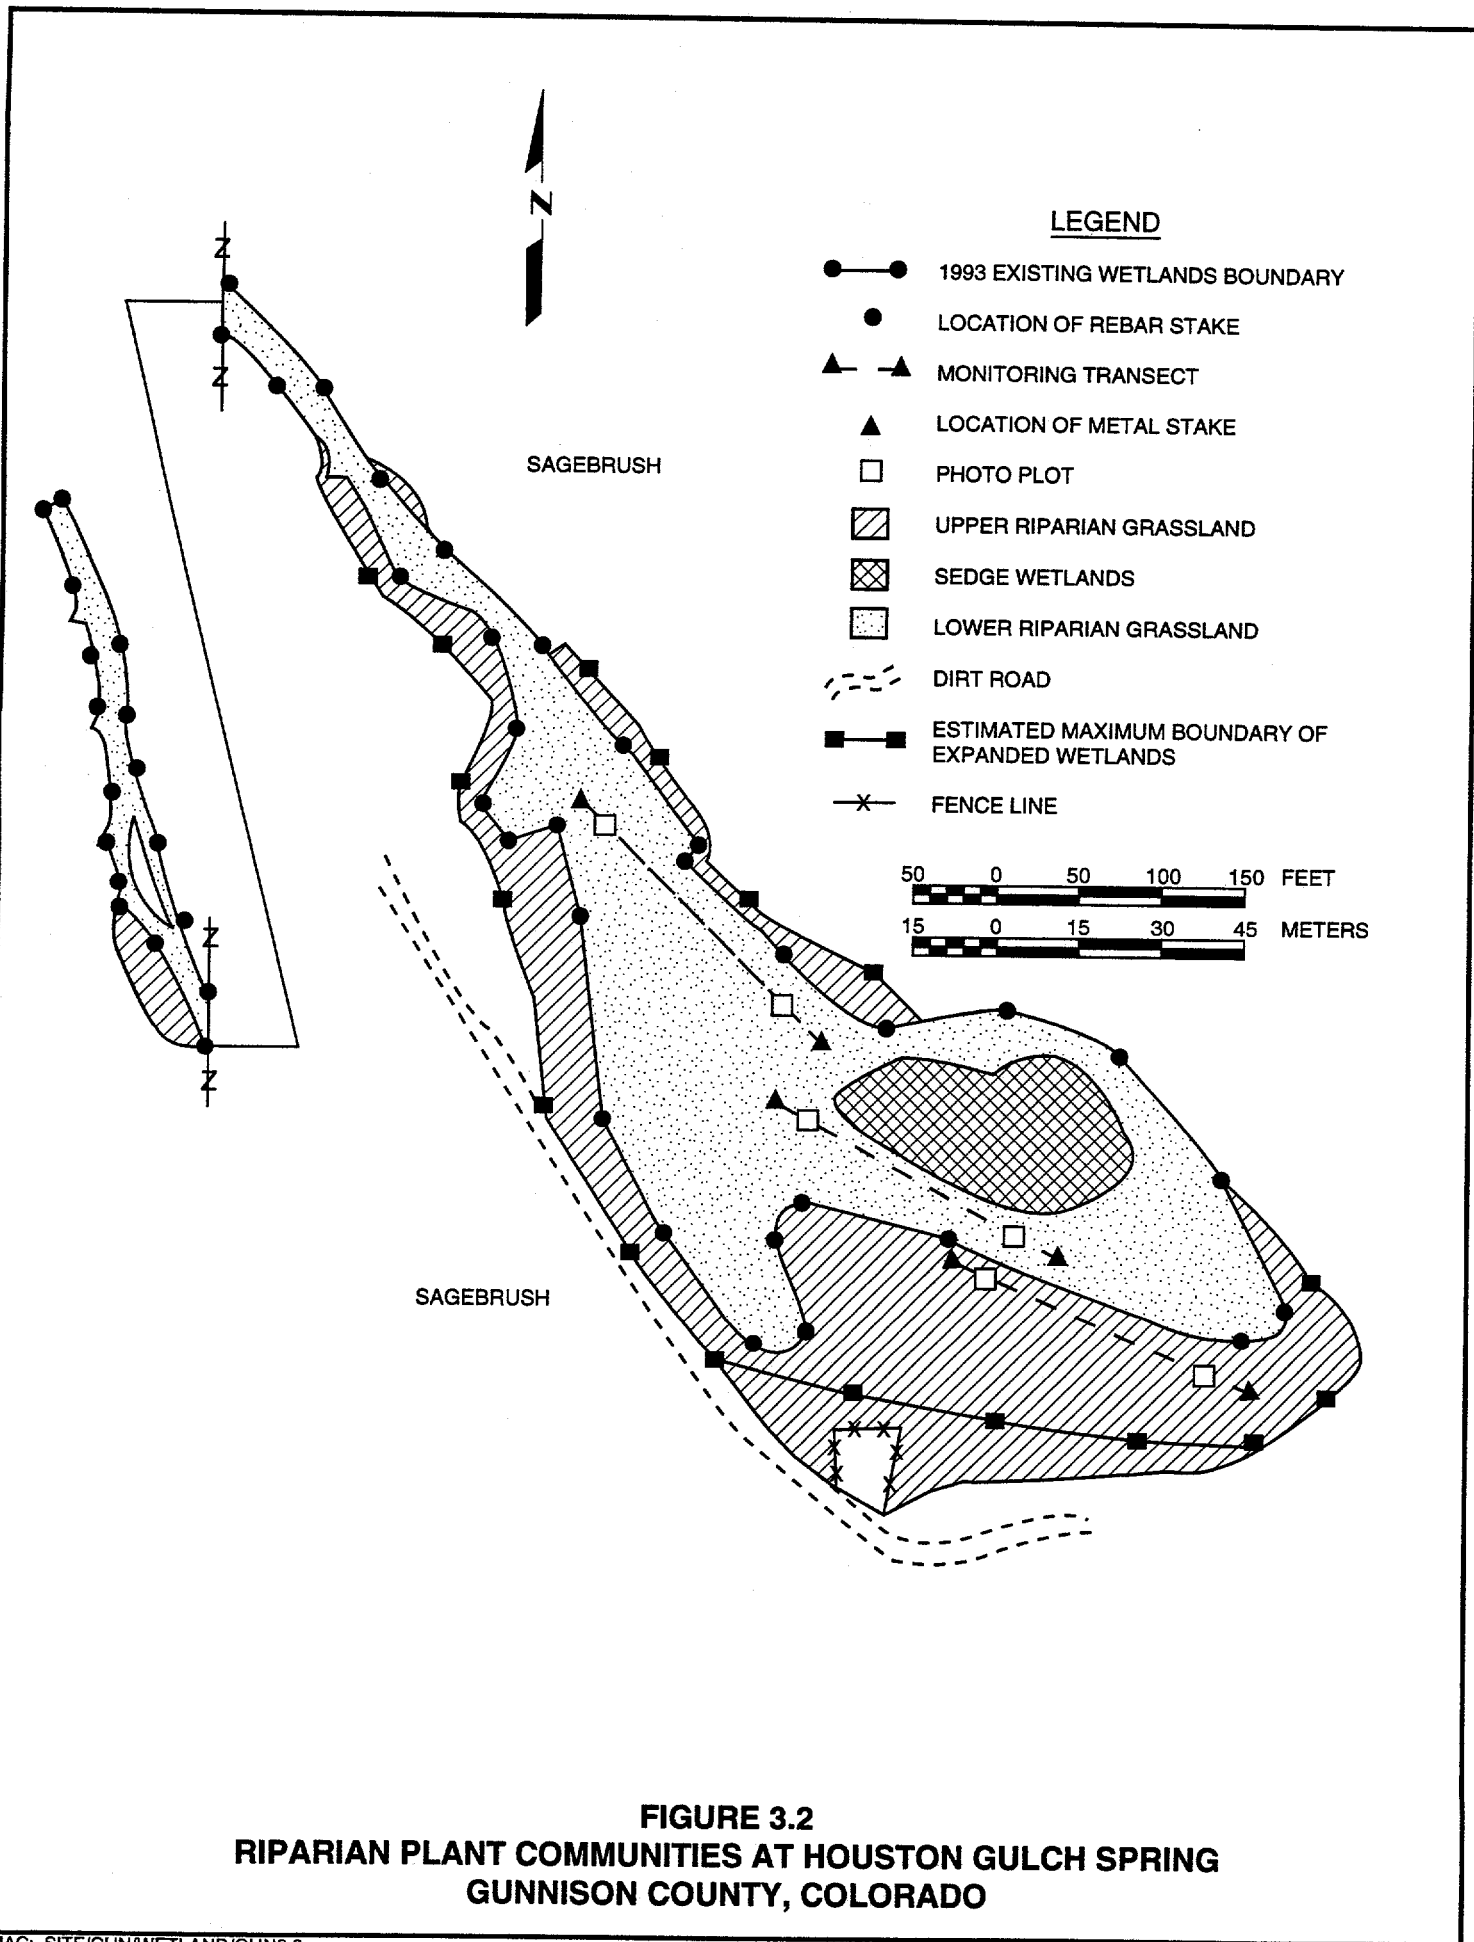 N
Z
Z
LEGEND
1993 EXISTING WETLANDS BOUNDARY
LOCATION OF REBAR STAKE
MONITORING TRANSECT
LOCATION OF METAL STAKE
SAGEBRUSH
PHOTO PLOT
UPPER RIPARIAN GRASSLAND
SEDGE WETLANDS
LOWER RIPARIAN GRASSLAND
DIRT ROAD
ESTIMATED MAXIMUM BOUNDARY OF
EXPANDED WETLANDS
FENCE LINE
50 0 50 100 150 FEET
15 0 15 30 45 METERS
Z
Z
SAGEBRUSH
FIGURE 3.2
RIPARIAN PLANT COMMUNITIES AT HOUSTON GULCH SPRING
GUNNISON COUNTY, COLORADO